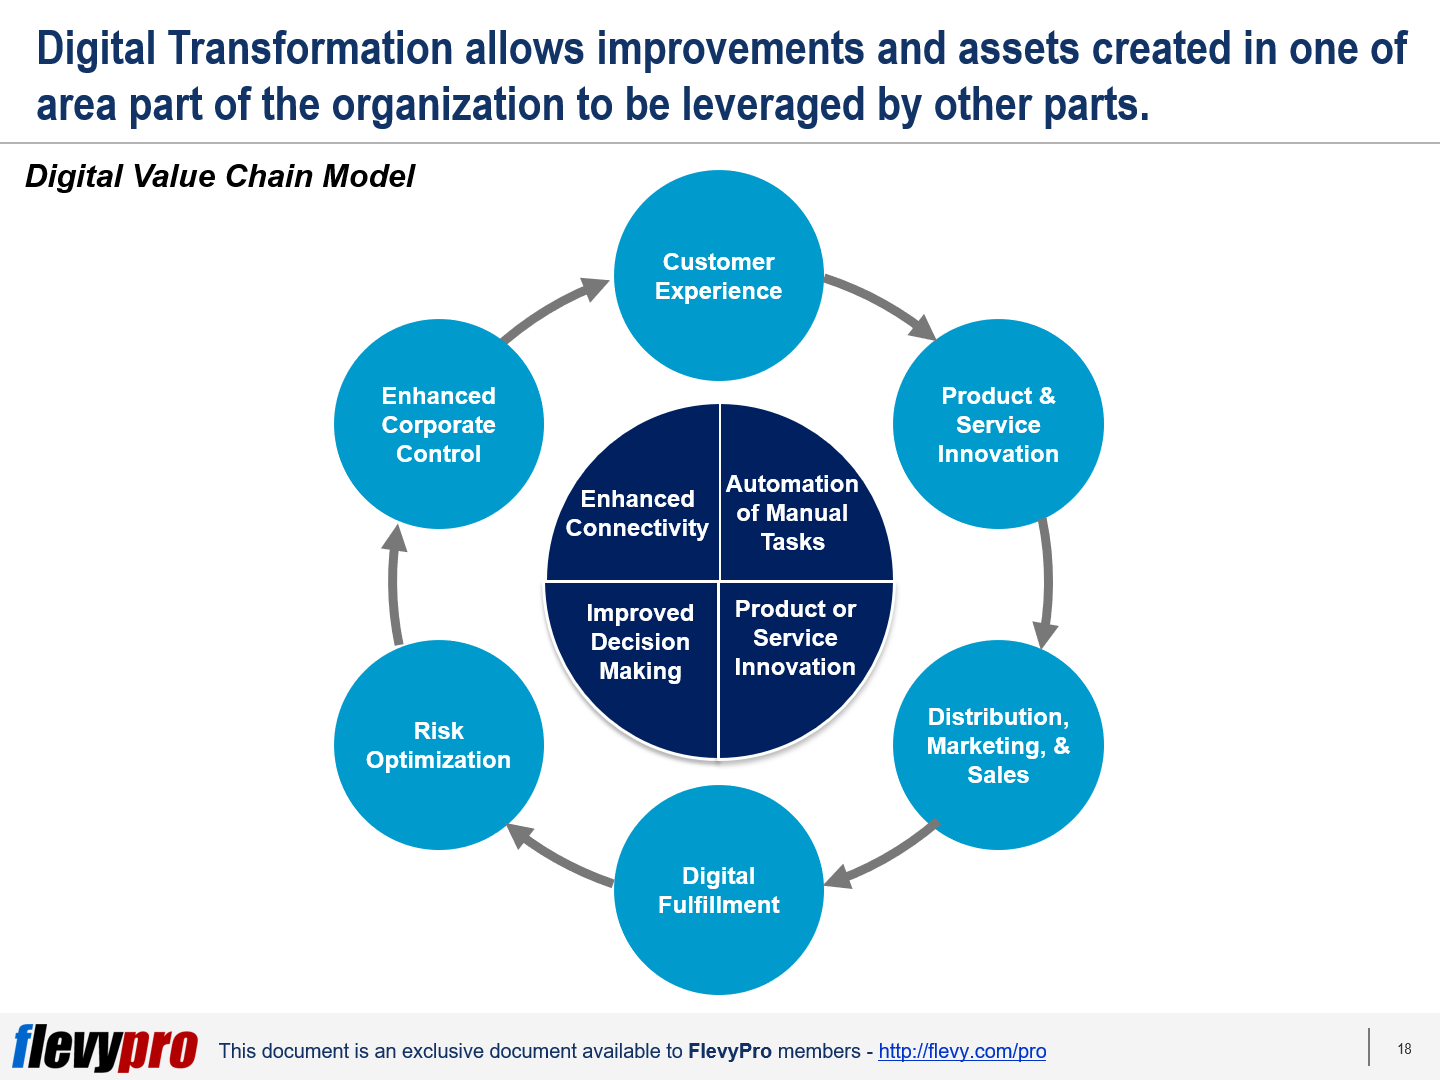 Digital Transformation allows improvements and assets created in one of
area part of the organization to be leveraged by other parts.
Digital Value Chain Model
Customer
Experience
Product &
Service
Innovation
Distribution,
Marketing, &
Sales
Digital
Fulfillment
Risk
Optimization
Enhanced
Corporate
Control
Enhanced
Connectivity
Automation
of Manual
Tasks
Improved
Decision
Making
Product or
Service
Innovation
flevypro
This document is an exclusive document available to FlevyPro members - http://flevy.com/pro
18